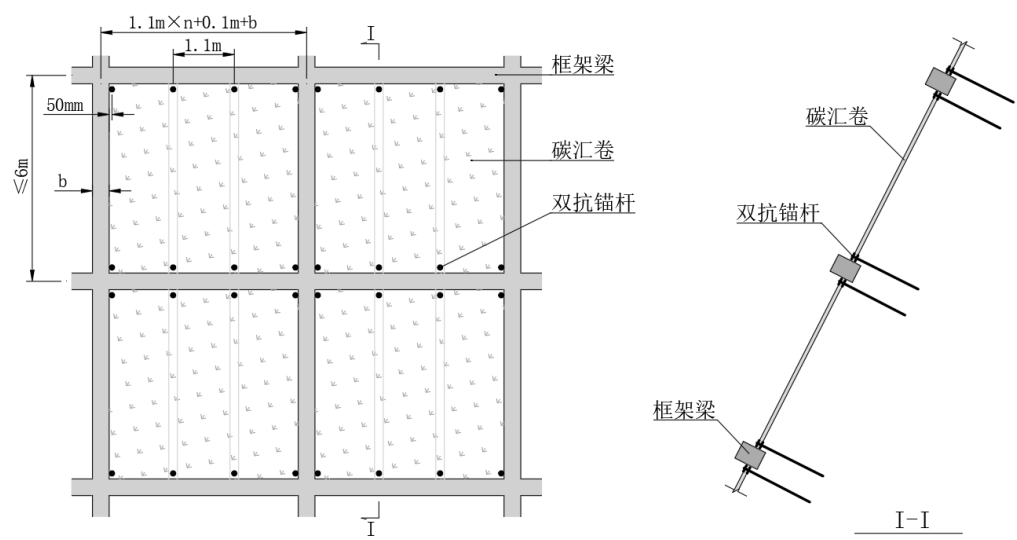 1.1m×n+0.1m+b
I
1.1m
框架梁
50mm
碳汇卷
≤6m
b
双抗锚杆
I
碳汇卷
双抗锚杆
框架梁
I-I